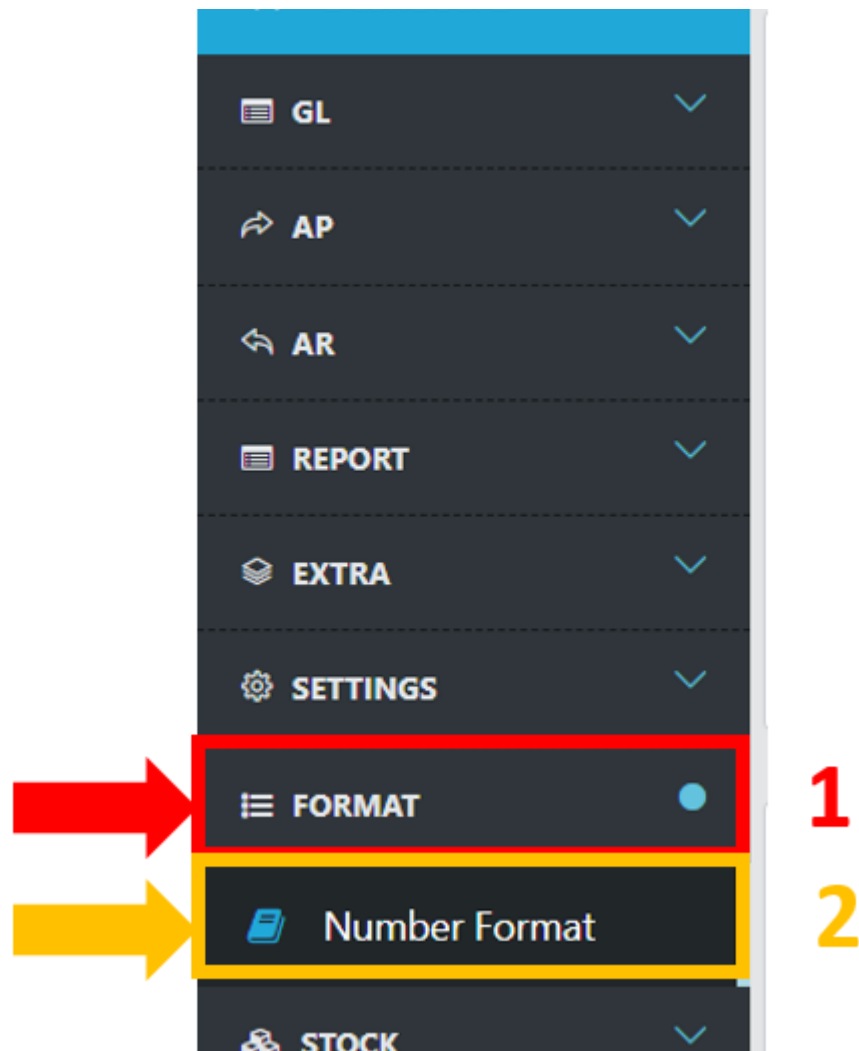 GL
AP
AR
REPORT
EXTRA
SETTINGS
FORMAT 1
Number Format 2
STOCK